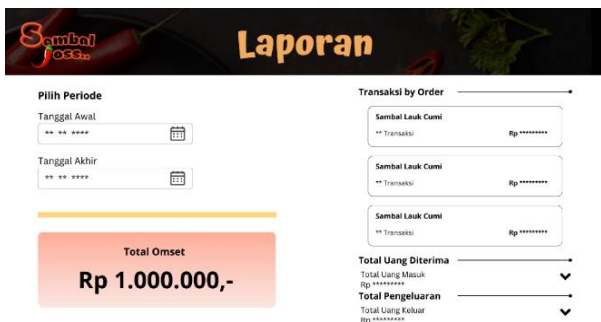 Sambal
Joss..
Laporan
Pilih Periode
Tanggal Awal
** ** ****
Tanggal Akhir
** ** ****
Total Omset
Rp 1.000.000,-
Transaksi by Order
Sambal Lauk Cumi
** Transaksi Rp *********
Sambal Lauk Cumi
** Transaksi Rp *********
Sambal Lauk Cumi
** Transaksi Rp *********
Total Uang Diterima
Total Uang Masuk
Rp *********
Total Pengeluaran
Total Uang Keluar
Rp *********